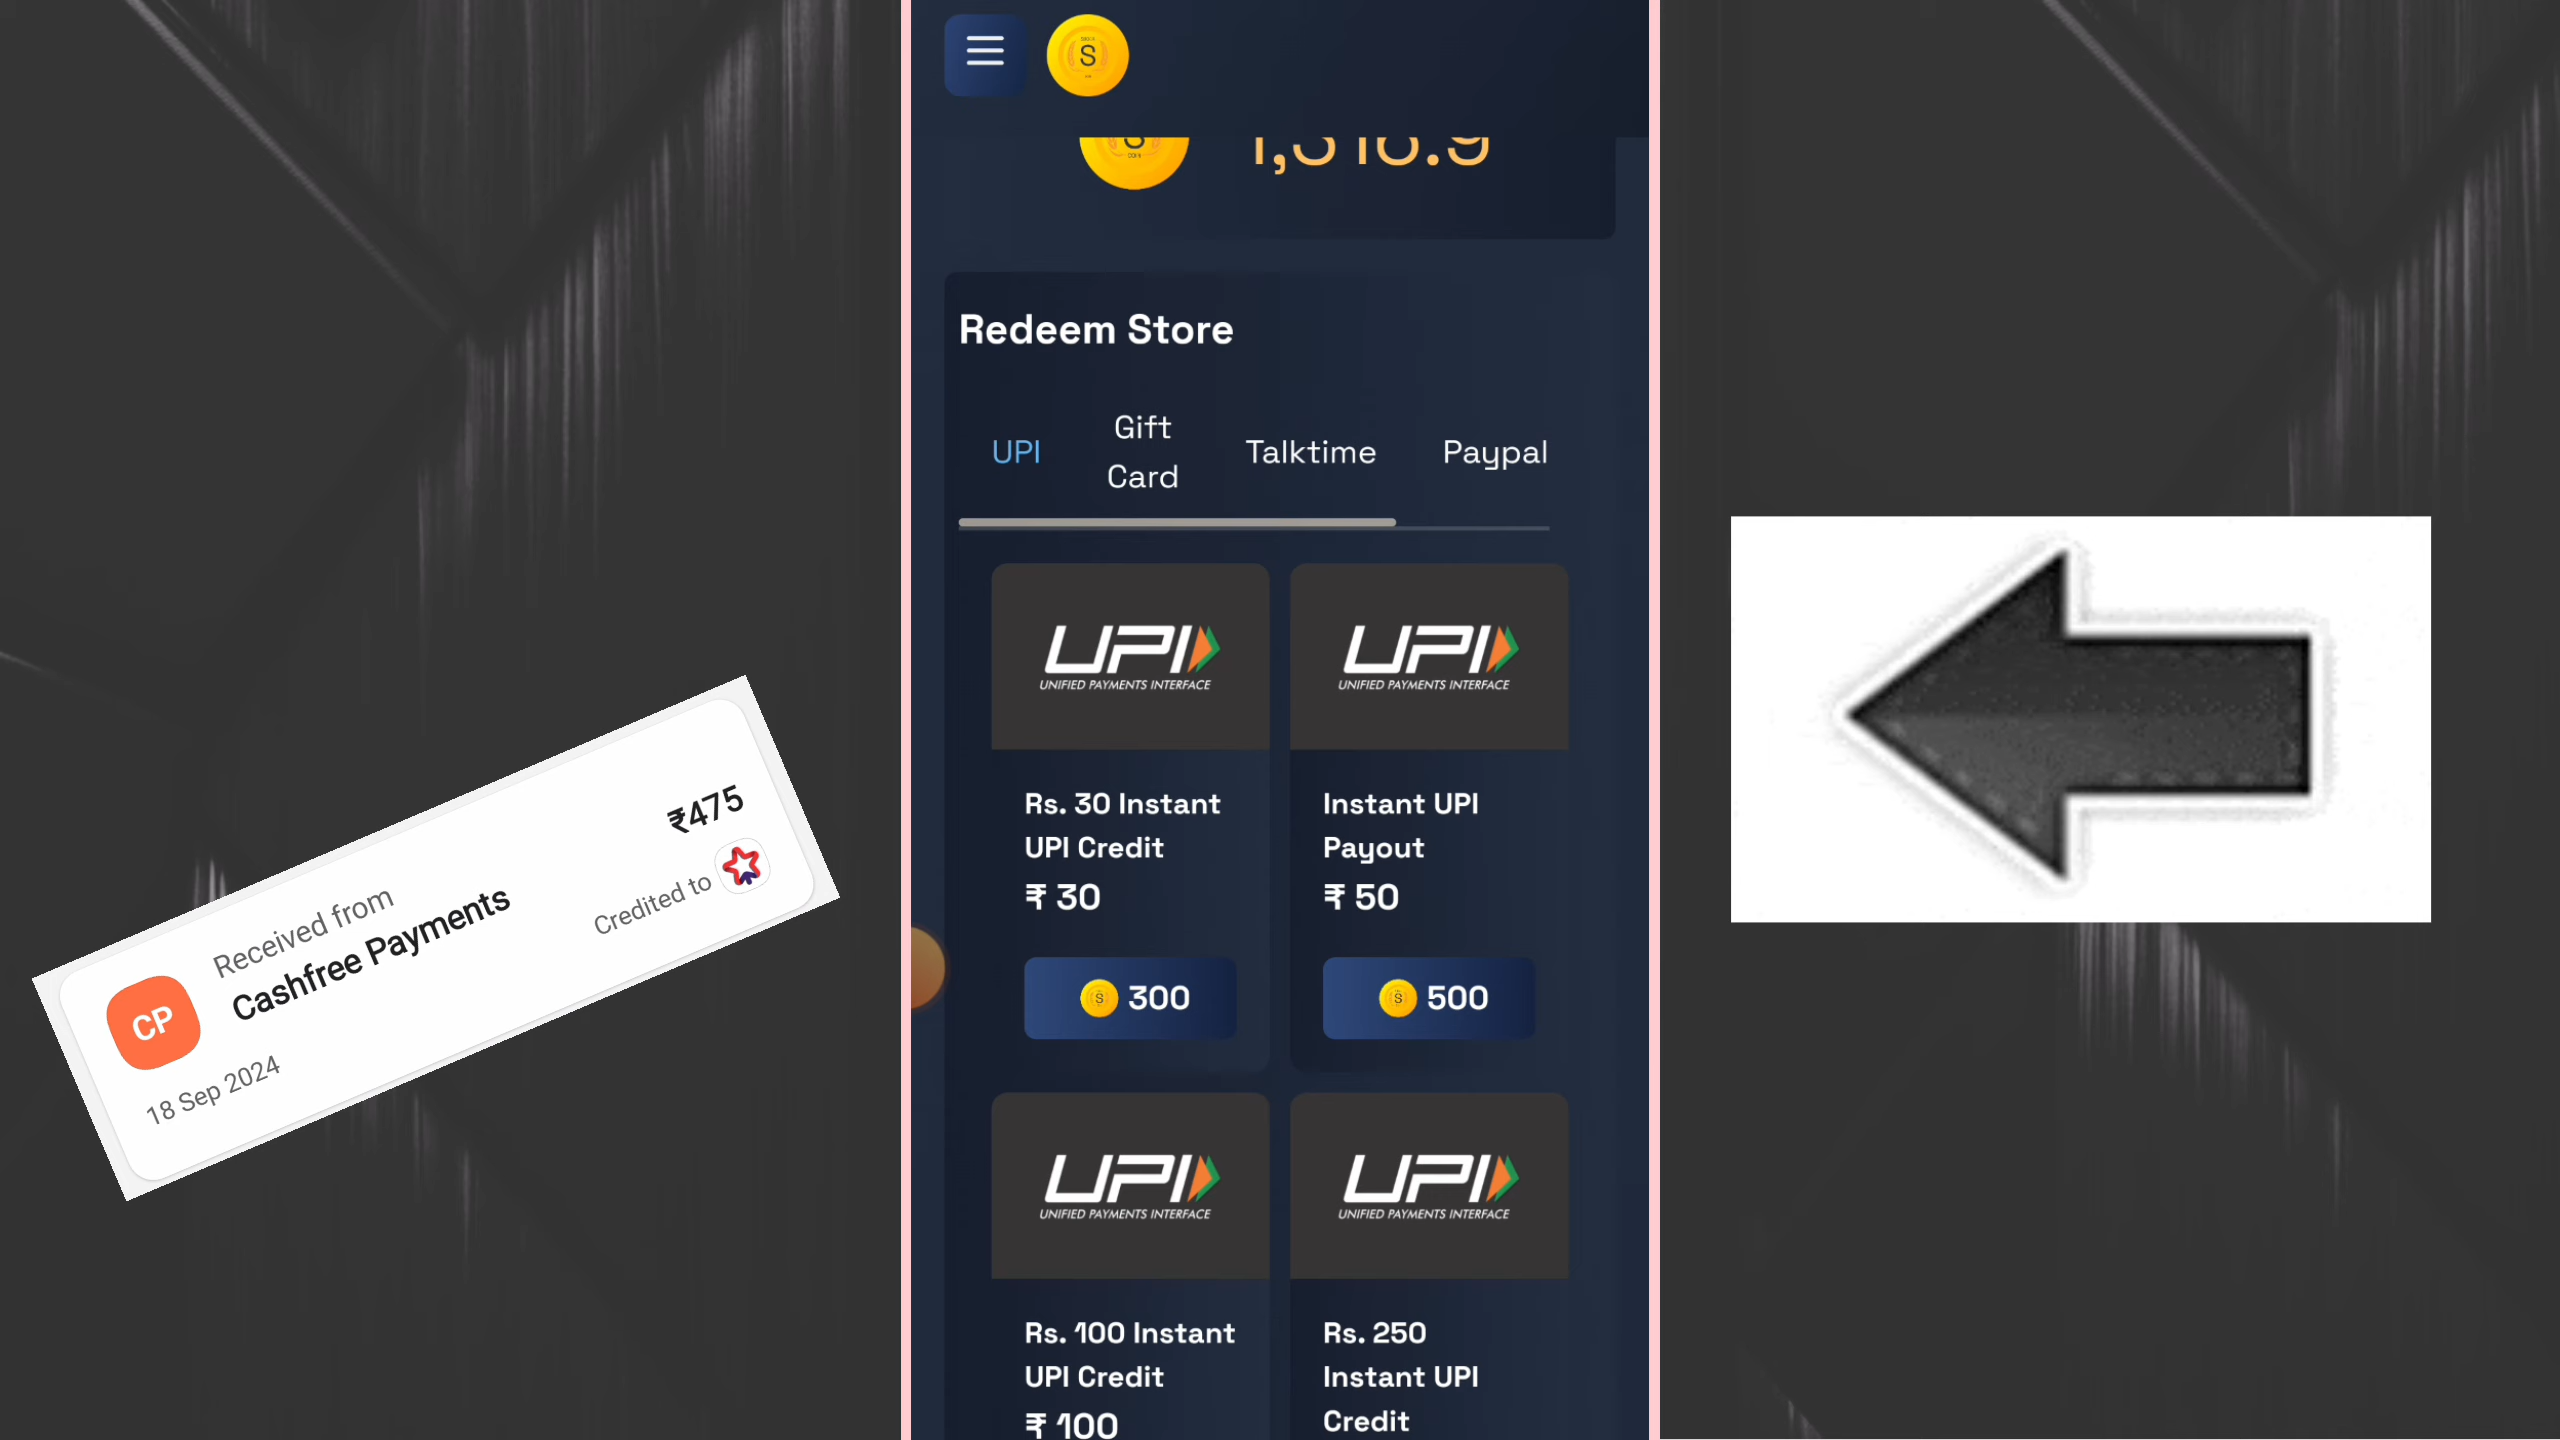 Received from
Cashfree Payments
₹475
Credited to
CP
18 Sep 2024
S
S
COIN
Redeem Store
UPI
Gift
Card
Talktime
Paypal
UPI
UNIFIED PAYMENTS INTERFACE
UPI
UNIFIED PAYMENTS INTERFACE
Rs. 30 Instant
UPI Credit
₹ 30
Instant UPI
Payout
₹ 50
S 300
S 500
UPI
UNIFIED PAYMENTS INTERFACE
UPI
UNIFIED PAYMENTS INTERFACE
Rs. 100 Instant
UPI Credit
₹ 100
Rs. 250
Instant UPI
Credit